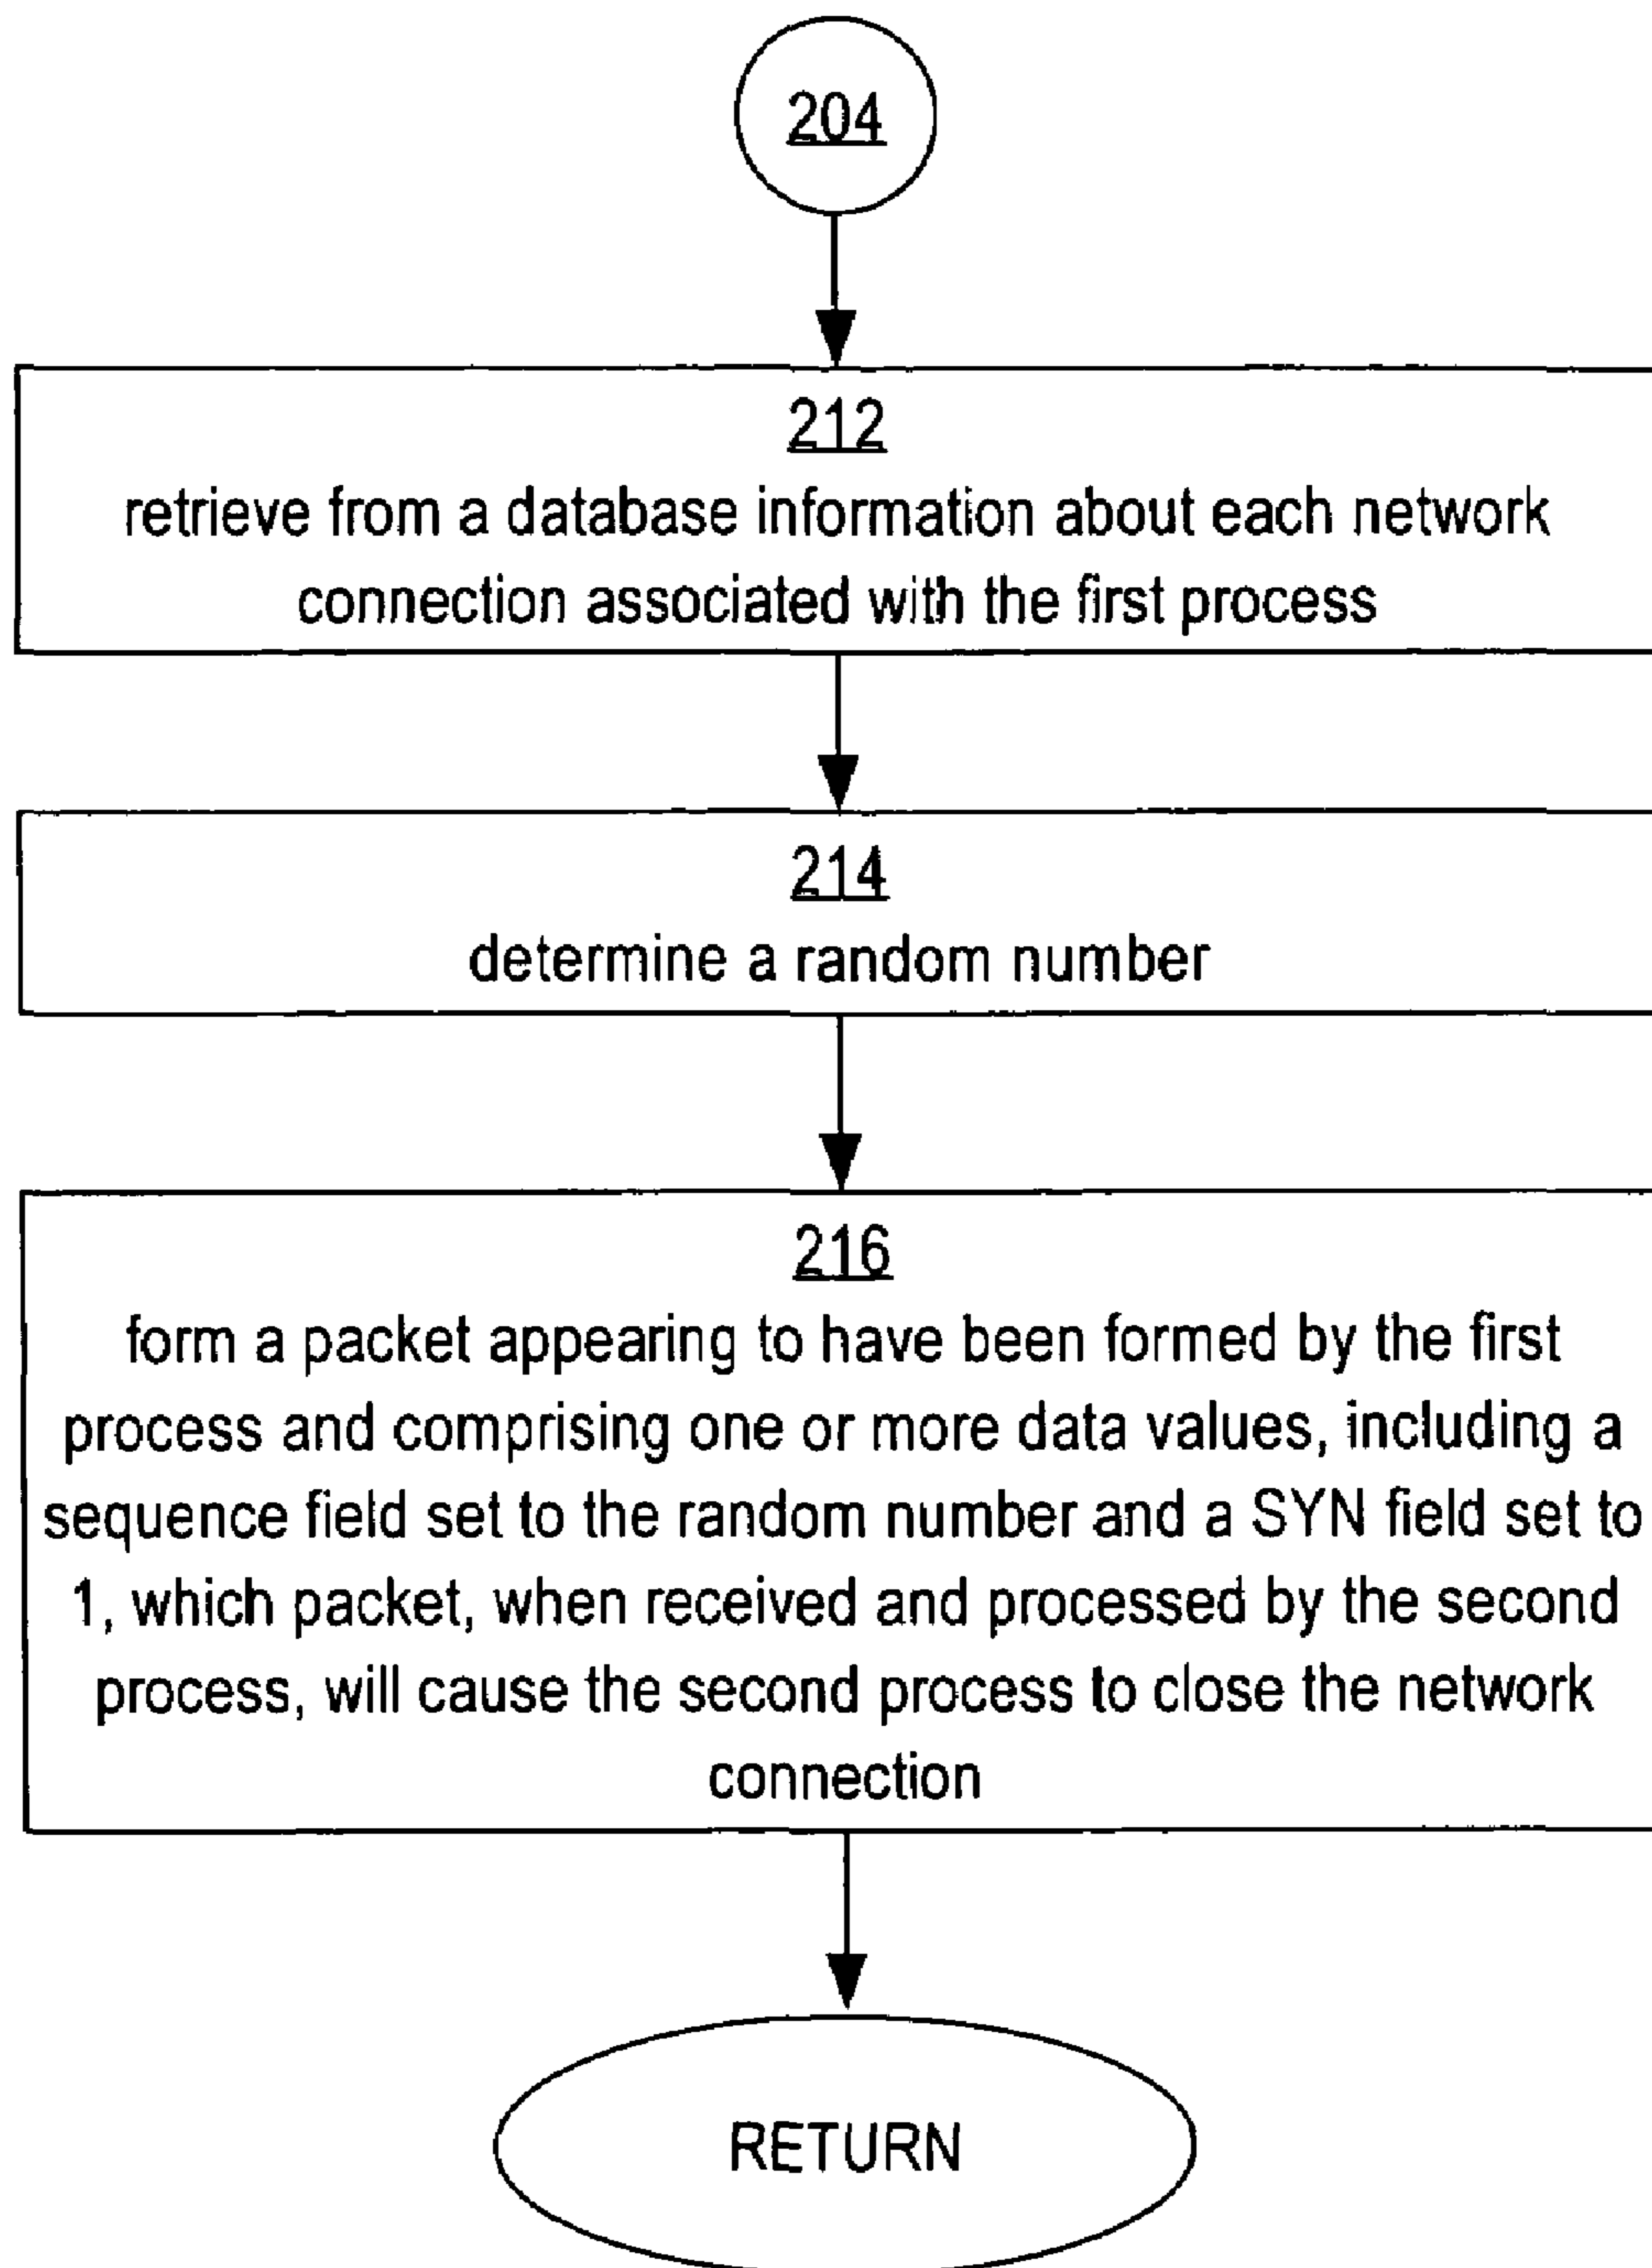 204
212
retrieve from a database information about each network
connection associated with the first process
214
determine a random number
216
form a packet appearing to have been formed by the first
process and comprising one or more data values, including a
sequence field set to the random number and a SYN field set to
1, which packet, when received and processed by the second
process, will cause the second process to close the network
connection
RETURN